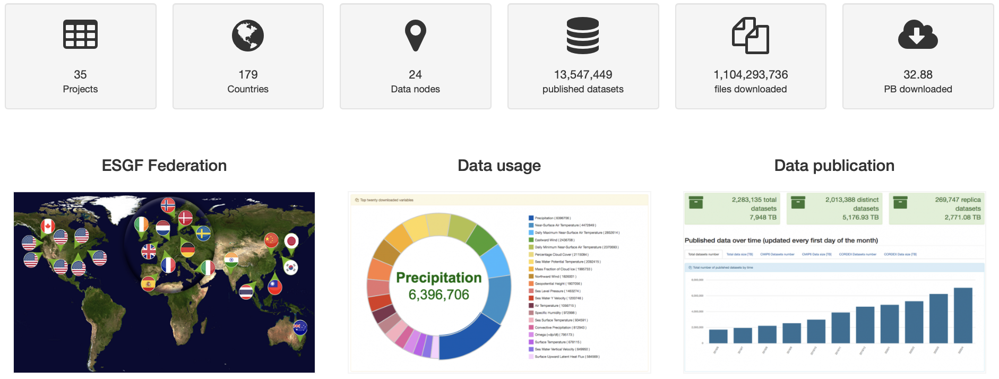 35
Projects
179
Countries
24
Data nodes
13,547,449
published datasets
1,104,293,736
files downloaded
32.88
PB downloaded
ESGF Federation
Data usage
Top twenty downloaded variables
Precipitation
6,396,706
Precipitation ( 6396706 )
Near-Surface Air Temperature ( 4472849 )
Daily Maximum Near-Surface Air Temperature ( 2852614 )
Eastward Wind ( 2436708 )
Daily Minimum Near-Surface Air Temperature ( 2370693 )
Percentage Cloud Cover ( 2115084 )
Sea Water Potential Temperature ( 2092415 )
Mass Fraction of Cloud Ice ( 1995733 )
Northward Wind ( 1826001 )
Geopotential Height ( 1807056 )
Sea Level Pressure ( 1463274 )
Sea Water Y Velocity ( 1200746 )
Air Temperature ( 1056715 )
Specific Humidity ( 972998 )
Sea Surface Temperature ( 934591 )
Convective Precipitation ( 812943 )
Omega (=dp/dt) ( 795173 )
Surface Temperature ( 678115 )
Sea Water Vertical Velocity ( 649950 )
Surface Upward Latent Heat Flux ( 584569 )
Data publication
2,283,135 total
datasets
7,948 TB
2,013,388 distinct
datasets
5,176.93 TB
269,747 replica
datasets
2,771.08 TB
Published data over time (updated every first day of the month)
Total datasets number
Total data size [TB]
CMIP6 Datasets number
CMIP6 Data size [TB]
CORDEX Datasets number
CORDEX Data size [TB]
Total number of published datasets by time
8,000,000
6,000,000
4,000,000
2,000,000
0